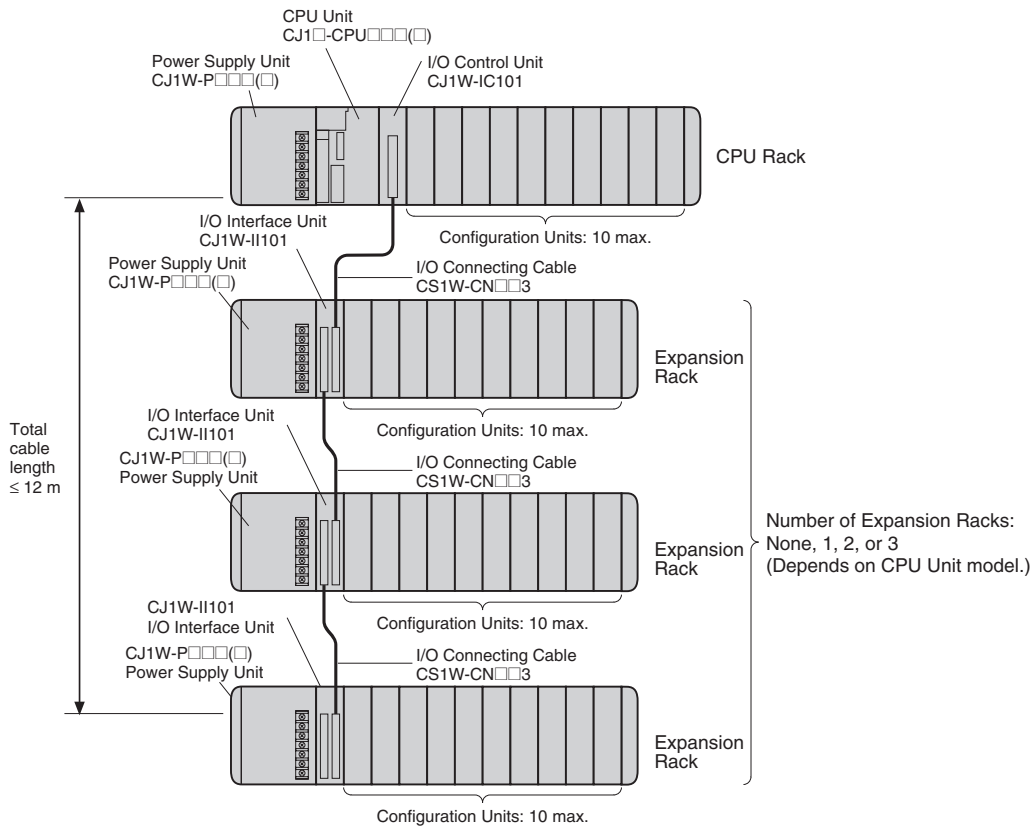 CPU Unit
CJ1□-CPU□□□(□)
Power Supply Unit
CJ1W-P□□□(□)
I/O Control Unit
CJ1W-IC101
CPU Rack
Configuration Units: 10 max.
I/O Interface Unit
CJ1W-II101
Power Supply Unit
CJ1W-P□□□(□)
I/O Connecting Cable
CS1W-CN□□3
Expansion
Rack
Configuration Units: 10 max.
Total
cable
length
≤ 12 m
I/O Interface Unit
CJ1W-II101
CJ1W-P□□□(□)
Power Supply Unit
I/O Connecting Cable
CS1W-CN□□3
Expansion
Rack
Configuration Units: 10 max.
Number of Expansion Racks:
None, 1, 2, or 3
(Depends on CPU Unit model.)
CJ1W-II101
I/O Interface Unit
CJ1W-P□□□(□)
Power Supply Unit
I/O Connecting Cable
CS1W-CN□□3
Expansion
Rack
Configuration Units: 10 max.